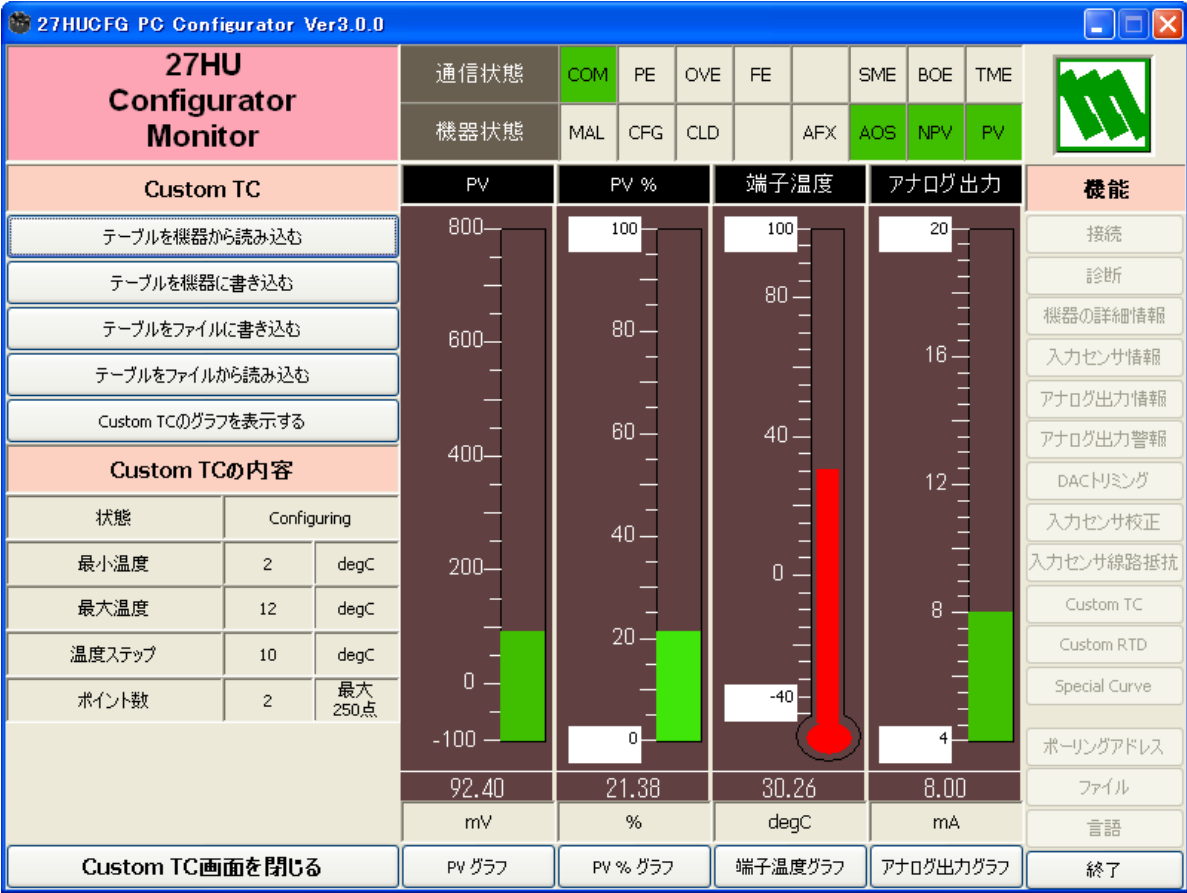 27HUCFG PC Configurator Ver3.0.0
27HU
Configurator
Monitor
通信状態
COM
PE
OVE
FE
SME
BOE
TME
機器状態
MAL
CFG
CLD
AFX
AOS
NPV
PV
Custom TC
テーブルを機器から読み込む
テーブルを機器に書き込む
テーブルをファイルに書き込む
テーブルをファイルから読み込む
Custom TCのグラフを表示する
Custom TCの内容
状態
Configuring
最小温度
2
degC
最大温度
12
degC
温度ステップ
10
degC
ポイント数
2
最大
250点
Custom TC画面を閉じる
PV
800
600
400
200
0
-100
92.40
mV
PV グラフ
PV %
100
80
60
40
20
0
21.38
%
PV % グラフ
端子温度
100
80
40
0
-40
30.26
degC
端子温度グラフ
アナログ出力
20
16
12
8
4
8.00
mA
アナログ出力グラフ
機能
接続
診断
機器の詳細情報
入力センサ情報
アナログ出力情報
アナログ出力警報
DACトリミング
入力センサ校正
入力センサ線路抵抗
Custom TC
Custom RTD
Special Curve
ポーリングアドレス
ファイル
言語
終了